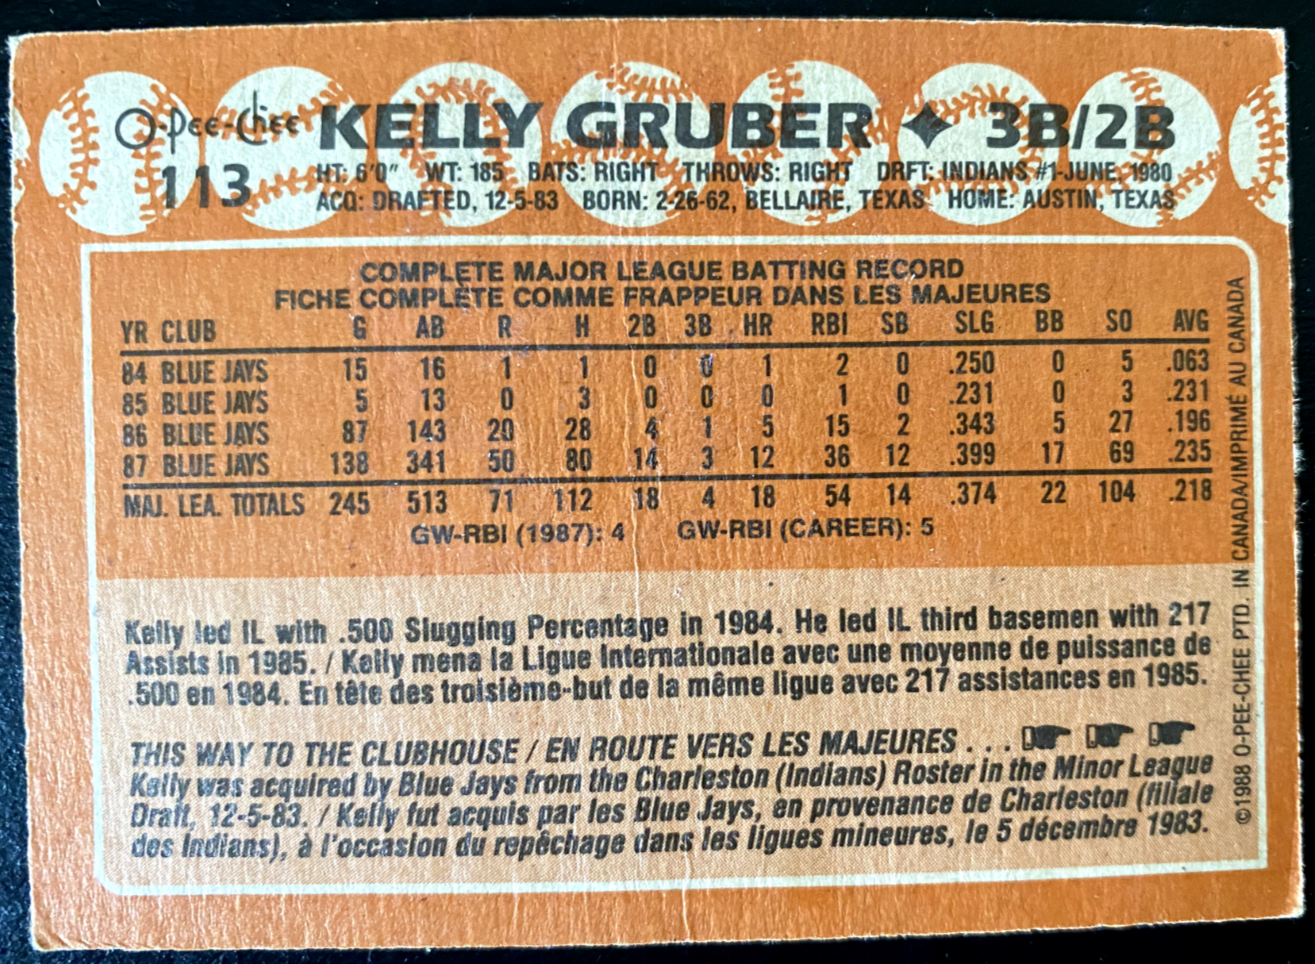 O-Pee-Chee KELLY GRUBER ✦ 3B/2B
113
HT: 6'0" WT: 185 BATS: RIGHT THROWS: RIGHT DRFT: INDIANS #1-JUNE, 1980
ACQ: DRAFTED, 12-5-83 BORN: 2-26-62, BELLAIRE, TEXAS HOME: AUSTIN, TEXAS
COMPLETE MAJOR LEAGUE BATTING RECORD
FICHE COMPLÈTE COMME FRAPPEUR DANS LES MAJEURES
YR CLUB G AB R H 2B 3B HR RBI SB SLG BB SO AVG
84 BLUE JAYS 15 16 1 1 0 0 1 2 0 .250 0 5 .063
85 BLUE JAYS 5 13 0 3 0 0 0 1 0 .231 0 3 .231
86 BLUE JAYS 87 143 20 28 4 1 5 15 2 .343 5 27 .196
87 BLUE JAYS 138 341 50 80 14 3 12 36 12 .399 17 69 .235
MAJ. LEA. TOTALS 245 513 71 112 18 4 18 54 14 .374 22 104 .218
GW-RBI (1987): 4 GW-RBI (CAREER): 5
Kelly led IL with .500 Slugging Percentage in 1984. He led IL third basemen with 217
Assists in 1985. / Kelly mena la Ligue Internationale avec une moyenne de puissance de
.500 en 1984. En tête des troisième-but de la même ligue avec 217 assistances en 1985.
THIS WAY TO THE CLUBHOUSE / EN ROUTE VERS LES MAJEURES . . .
Kelly was acquired by Blue Jays from the Charleston (Indians) Roster in the Minor League
Draft, 12-5-83. / Kelly fut acquis par les Blue Jays, en provenance de Charleston (filiale
des Indians), à l'occasion du repêchage dans les ligues mineures, le 5 décembre 1983.
©1988 O-PEE-CHEE PTD. IN CANADA/IMPRIMÉ AU CANADA